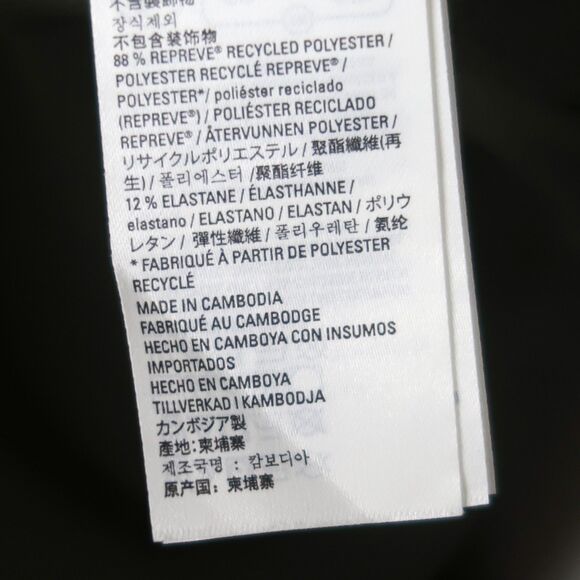 不含裝飾物
장식제외
不包含装饰物
88 % REPREVE® RECYCLED POLYESTER /
POLYESTER RECYCLÉ REPREVE® /
POLYESTER*/ poliéster reciclado
(REPREVE®) / POLIÉSTER RECICLADO
REPREVE® / ÅTERVUNNEN POLYESTER /
リサイクルポリエステル / 聚酯纖維(再
生) / 폴리에스터 /聚酯纤维
12 % ELASTANE / ÉLASTHANNE /
elastano / ELASTANO / ELASTAN / ポリウ
レタン / 彈性纖維 / 폴리우레탄 / 氨纶
* FABRIQUÉ À PARTIR DE POLYESTER
RECYCLÉ
MADE IN CAMBODIA
FABRIQUÉ AU CAMBODGE
HECHO EN CAMBOYA CON INSUMOS
IMPORTADOS
HECHO EN CAMBOYA
TILLVERKAD I KAMBODJA
カンボジア製
產地:柬埔寨
제조국명 : 캄보디아
原产国: 柬埔寨